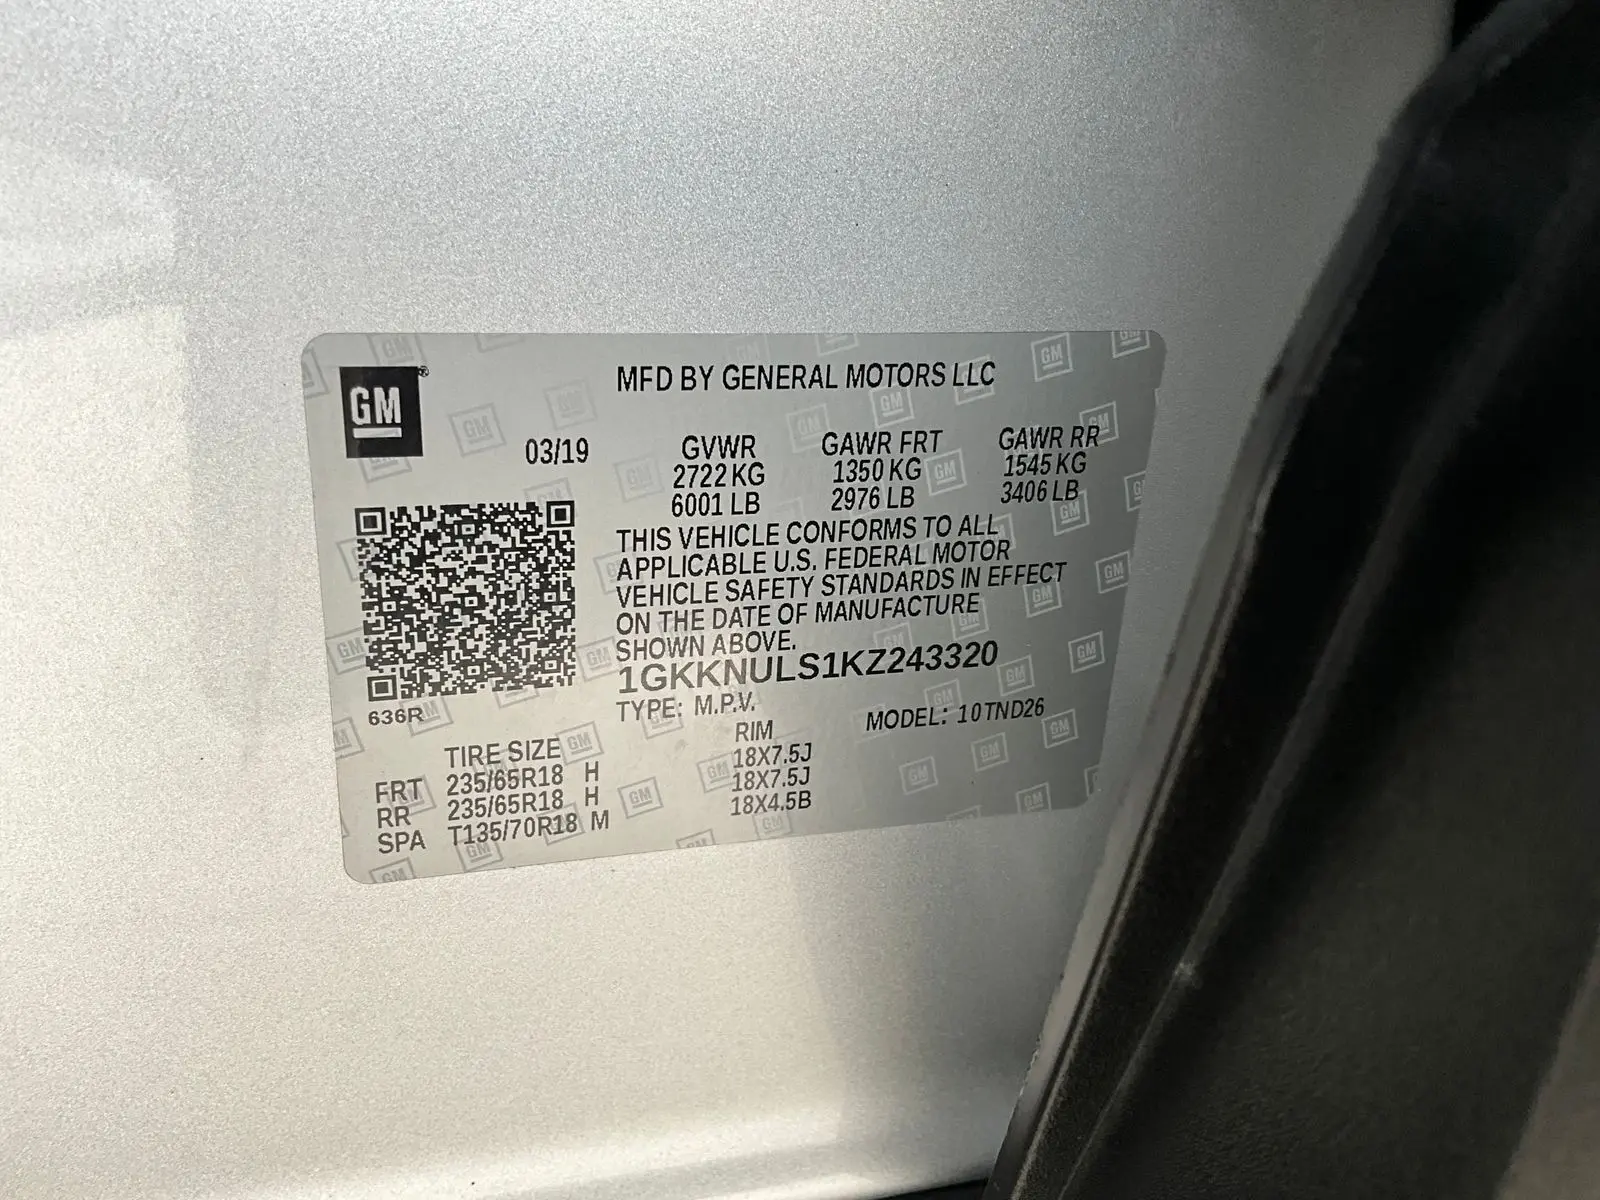 GM ®
MFD BY GENERAL MOTORS LLC
03/19 GVWR GAWR FRT GAWR RR
2722 KG 1350 KG 1545 KG
6001 LB 2976 LB 3406 LB
THIS VEHICLE CONFORMS TO ALL
APPLICABLE U.S. FEDERAL MOTOR
VEHICLE SAFETY STANDARDS IN EFFECT
ON THE DATE OF MANUFACTURE
SHOWN ABOVE.
1GKKNULS1KZ243320
636R
TYPE: M.P.V. MODEL: 10TND26
TIRE SIZE RIM
FRT 235/65R18 H 18X7.5J
RR 235/65R18 H 18X7.5J
SPA T135/70R18 M 18X4.5B